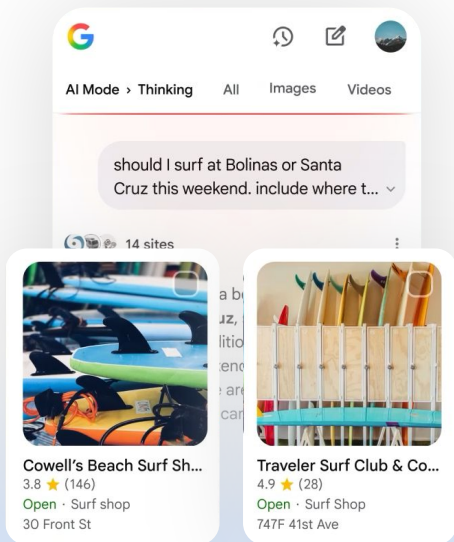 AI Mode › Thinking All Images Videos
should I surf at Bolinas or Santa
Cruz this weekend. include where t...
14 sites
Cowell's Beach Surf Sh...
3.8 ★ (146)
Open · Surf shop
30 Front St
Traveler Surf Club & Co...
4.9 ★ (28)
Open · Surf Shop
747F 41st Ave